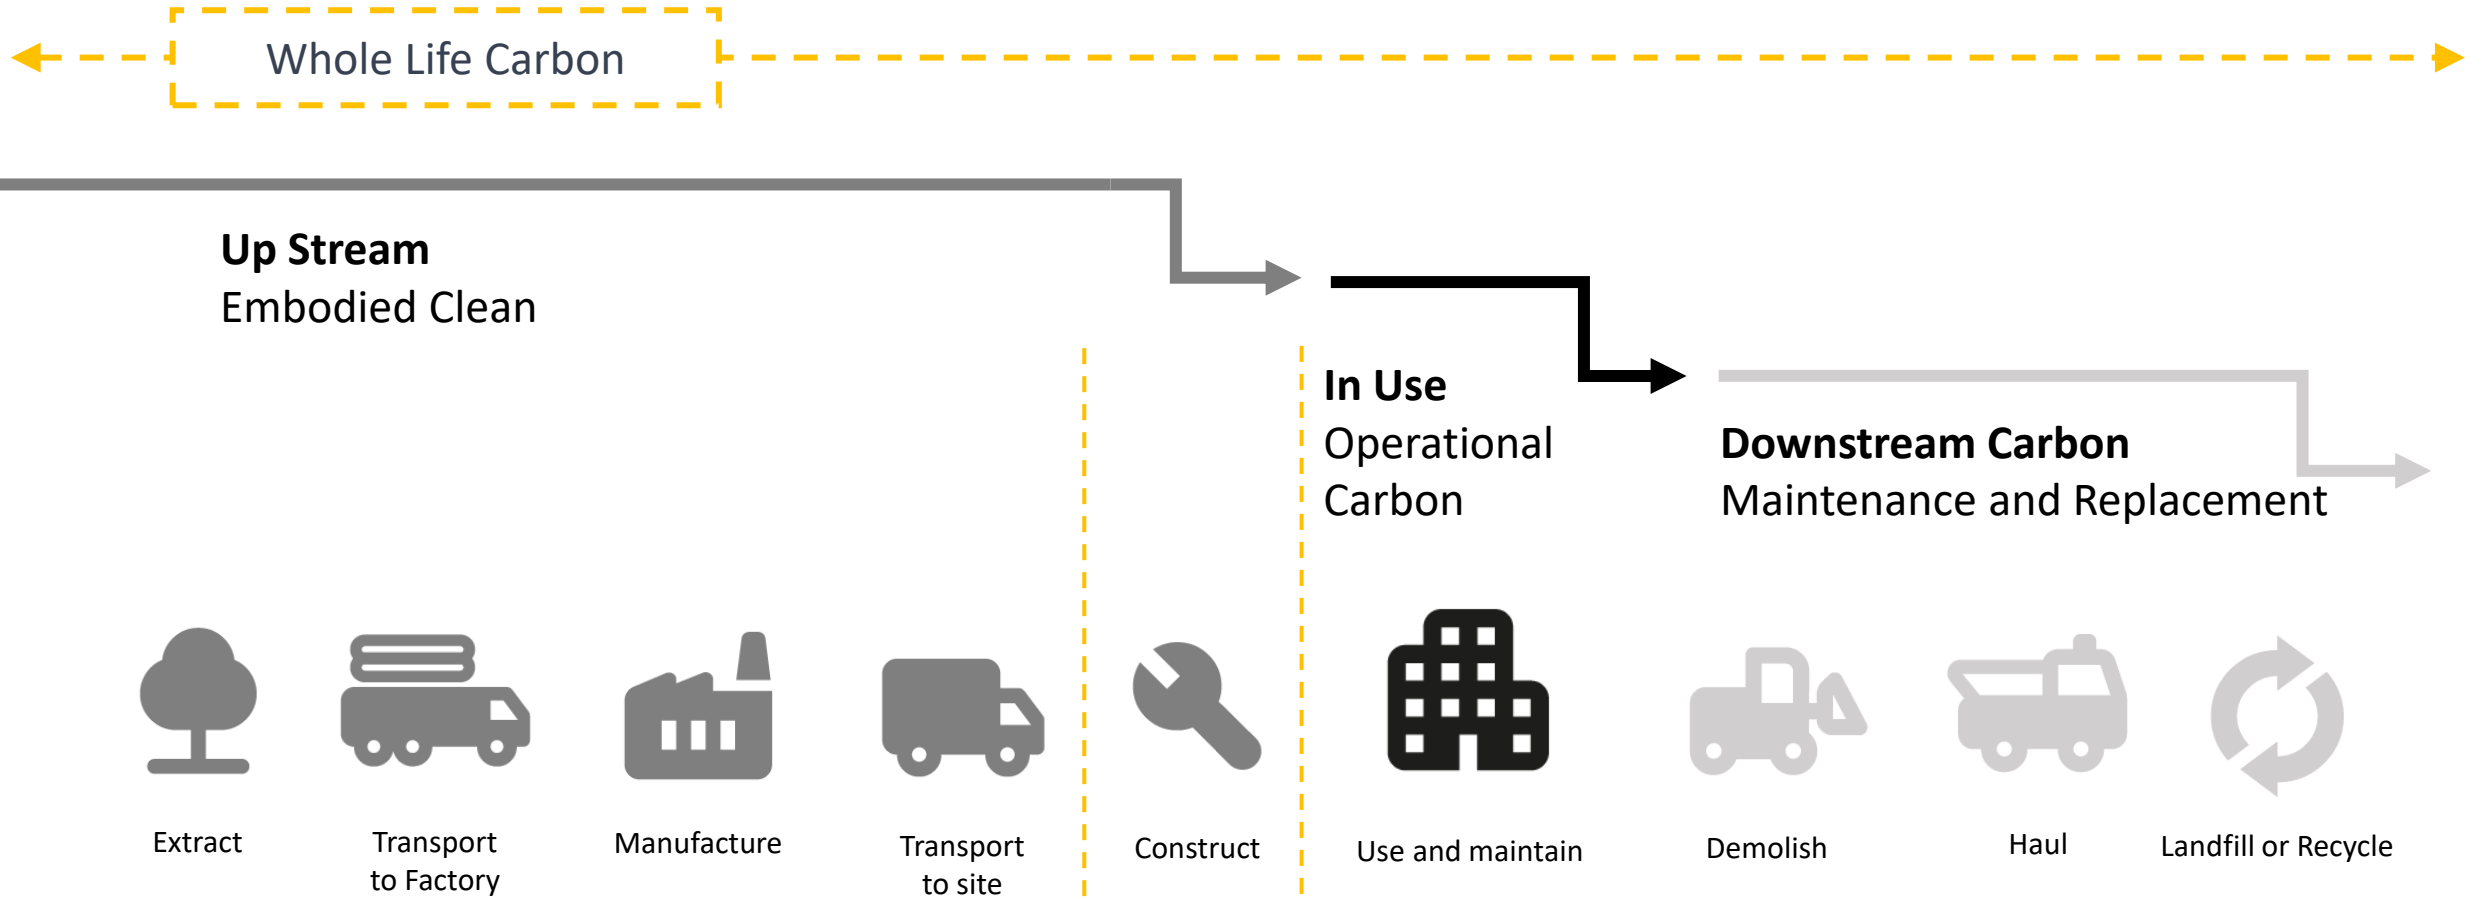 Whole Life Carbon
Up Stream
Embodied Clean
In Use
Operational
Carbon
Downstream Carbon
Maintenance and Replacement
Extract
Transport
to Factory
Manufacture
Transport
to site
Construct
Use and maintain
Demolish
Haul
Landfill or Recycle